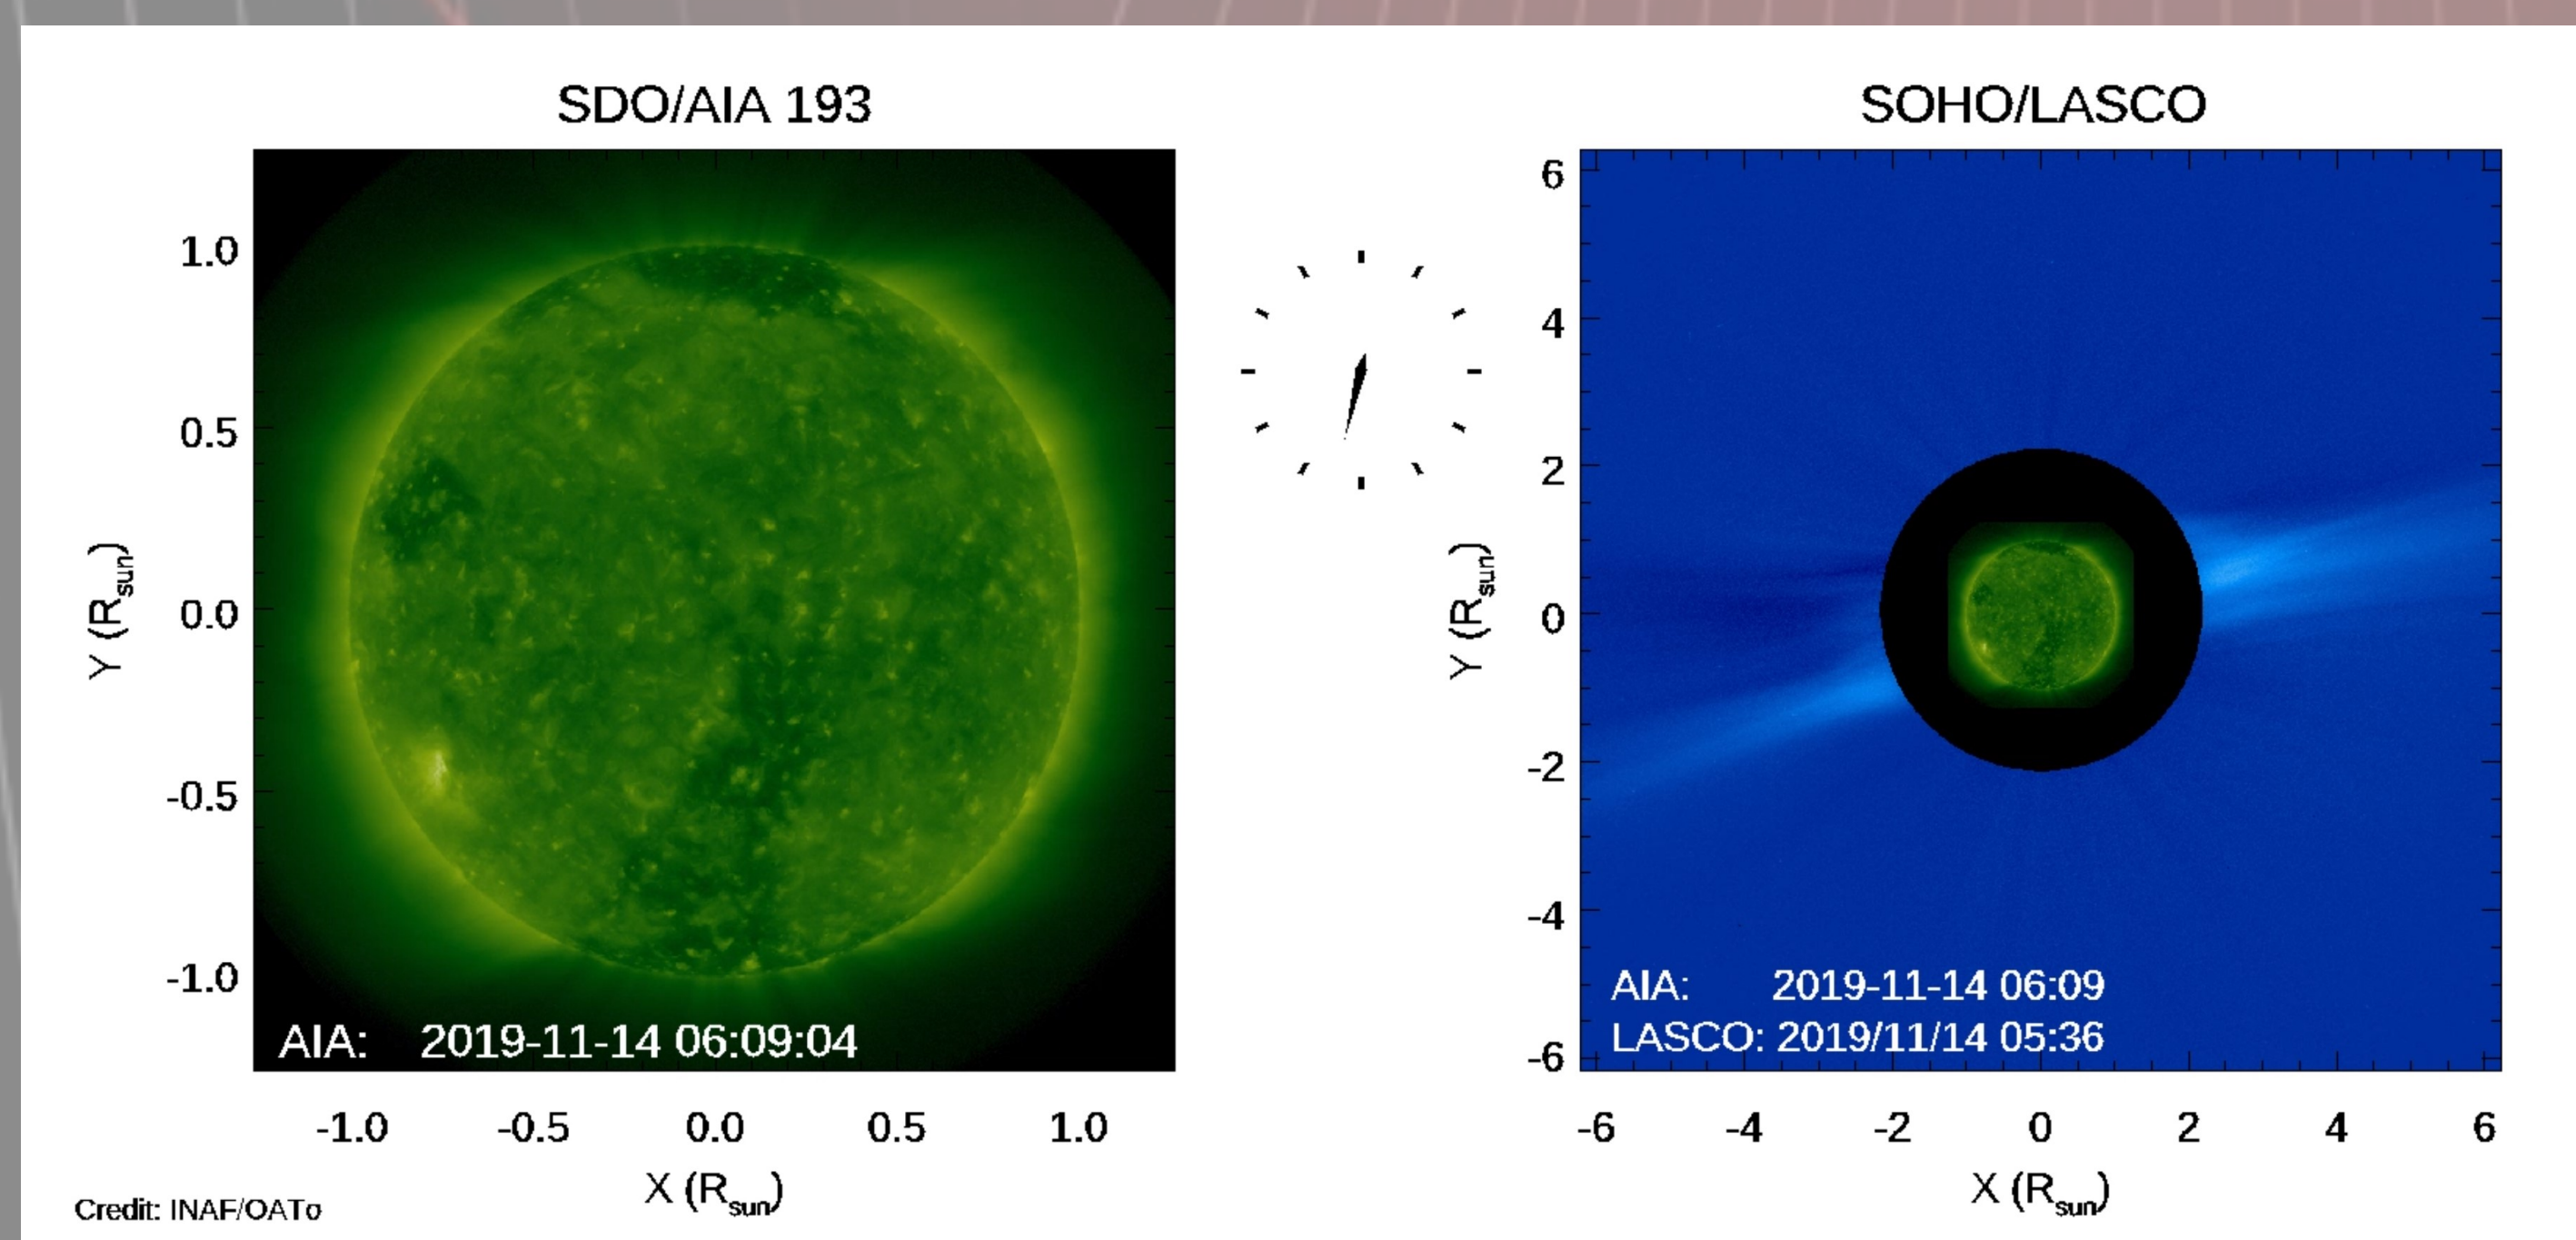 SDO/AIA 193
SOHO/LASCO
1.0
0.5
0.0
-0.5
-1.0
Y (Rsun)
AIA: 2019-11-14 06:09:04
-1.0 -0.5 0.0 0.5 1.0
X (Rsun)
Credit: INAF/OATo
6
4
2
0
-2
-4
-6
Y (Rsun)
AIA: 2019-11-14 06:09
LASCO: 2019/11/14 05:36
-6 -4 -2 0 2 4 6
X (Rsun)